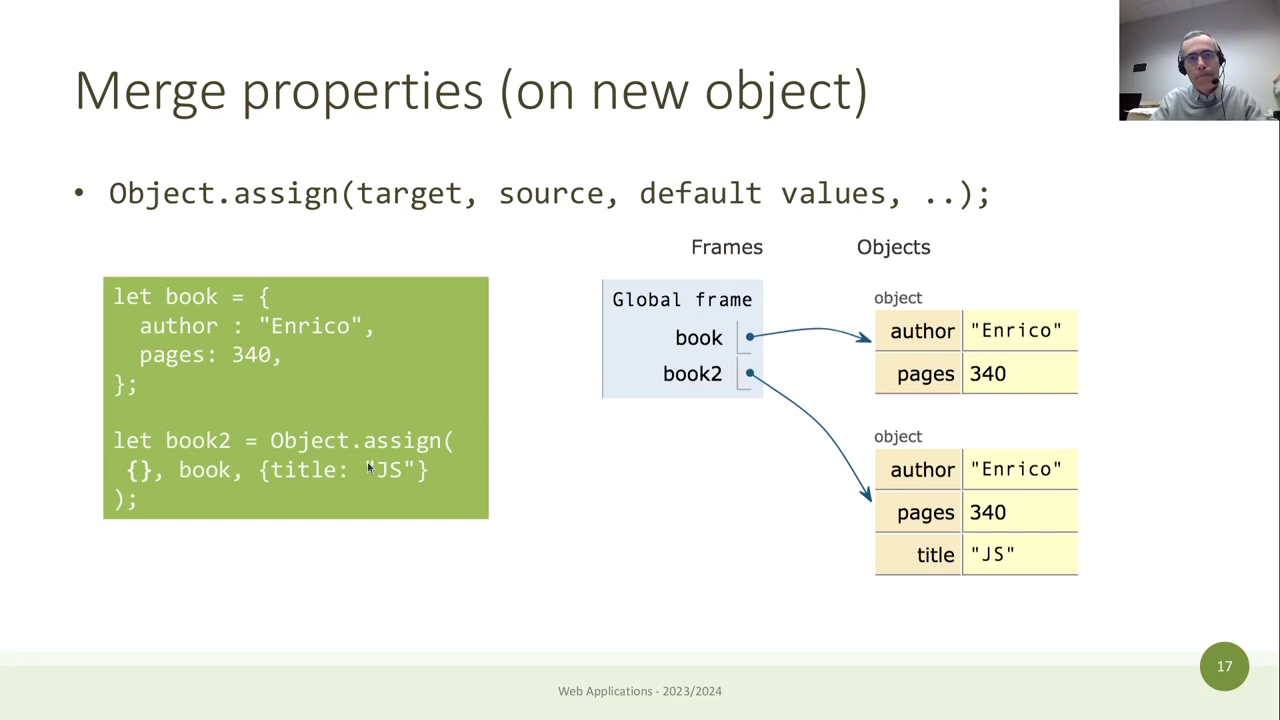 Merge properties (on new object)
• Object.assign(target, source, default values, ..);
let book = {
author : "Enrico",
pages: 340,
};
let book2 = Object.assign(
{}, book, {title: "JS"}
);
Frames
Objects
Global frame
book
book2
object
author "Enrico"
pages 340
object
author "Enrico"
pages 340
title "JS"
Web Applications - 2023/2024
17